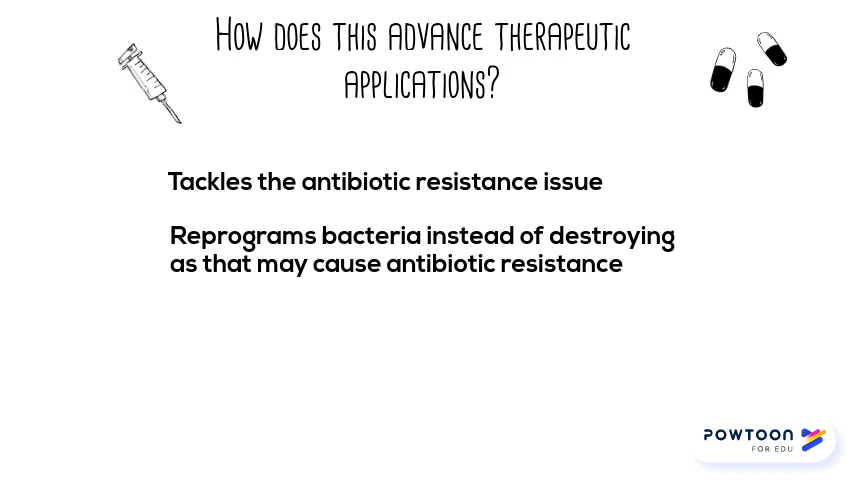 How does this advance therapeutic
applications?
Tackles the antibiotic resistance issue
Reprograms bacteria instead of destroying
as that may cause antibiotic resistance
POWTOON
FOR EDU